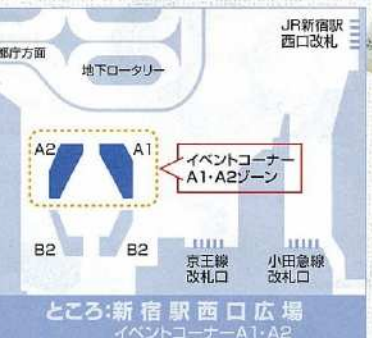 JR新宿駅
西口改札
都庁方面
地下ロータリー
A2
A1
イベントコーナー
A1・A2ゾーン
B2
B2
京王線
改札口
小田急線
改札口
ところ:新宿駅西口広場
イベントコーナーA1・A2